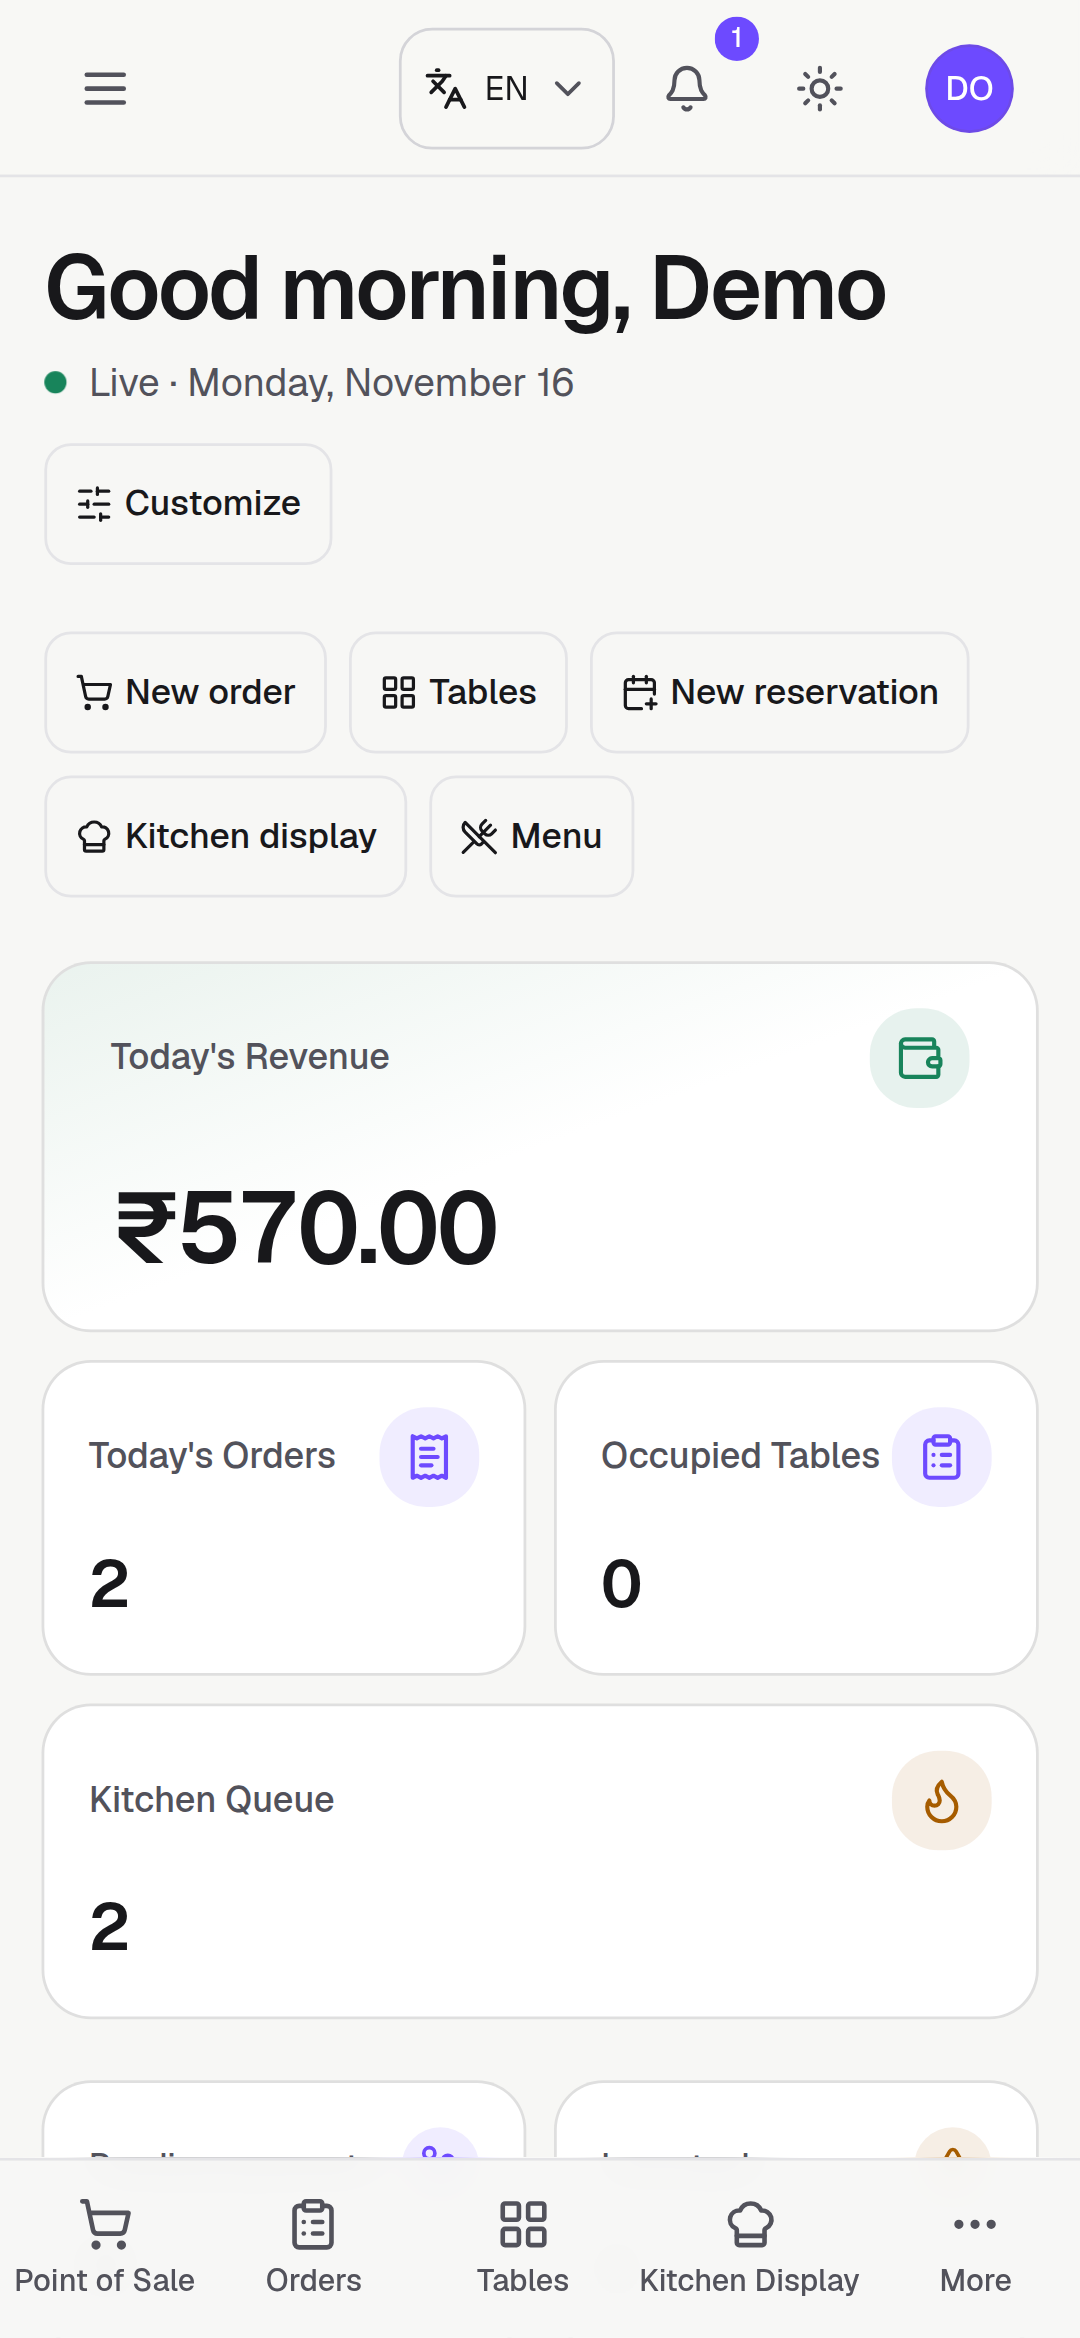 EN
1
DO
Good morning, Demo
Live · Monday, November 16
Customize
New order
Tables
New reservation
Kitchen display
Menu
Today's Revenue
₹570.00
Today's Orders
Occupied Tables
2
0
Kitchen Queue
2
Point of Sale
Orders
Tables
Kitchen Display
More